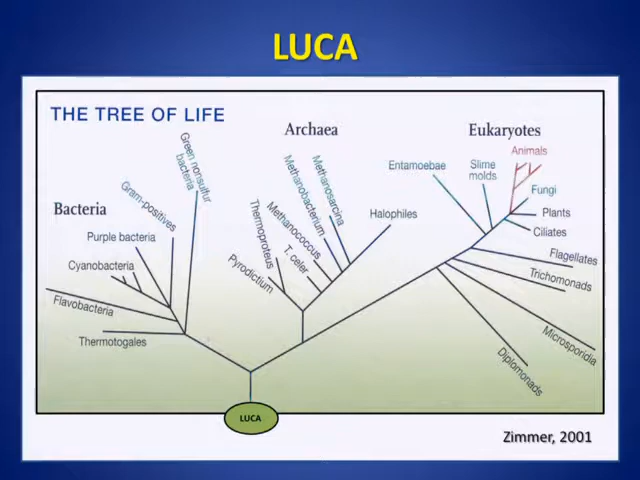 LUCA
THE TREE OF LIFE
Bacteria
Green nonsulfur
bacteria
Gram-positives
Purple bacteria
Cyanobacteria
Flavobacteria
Thermotogales
Archaea
Methanosarcina
Methanobacterium
Methanococcus
Thermoproteus
T. celer
Pyrodictium
Halophiles
Eukaryotes
Animals
Entamoebae
Slime
molds
Fungi
Plants
Ciliates
Flagellates
Trichomonads
Microsporidia
Diplomonads
LUCA
Zimmer, 2001